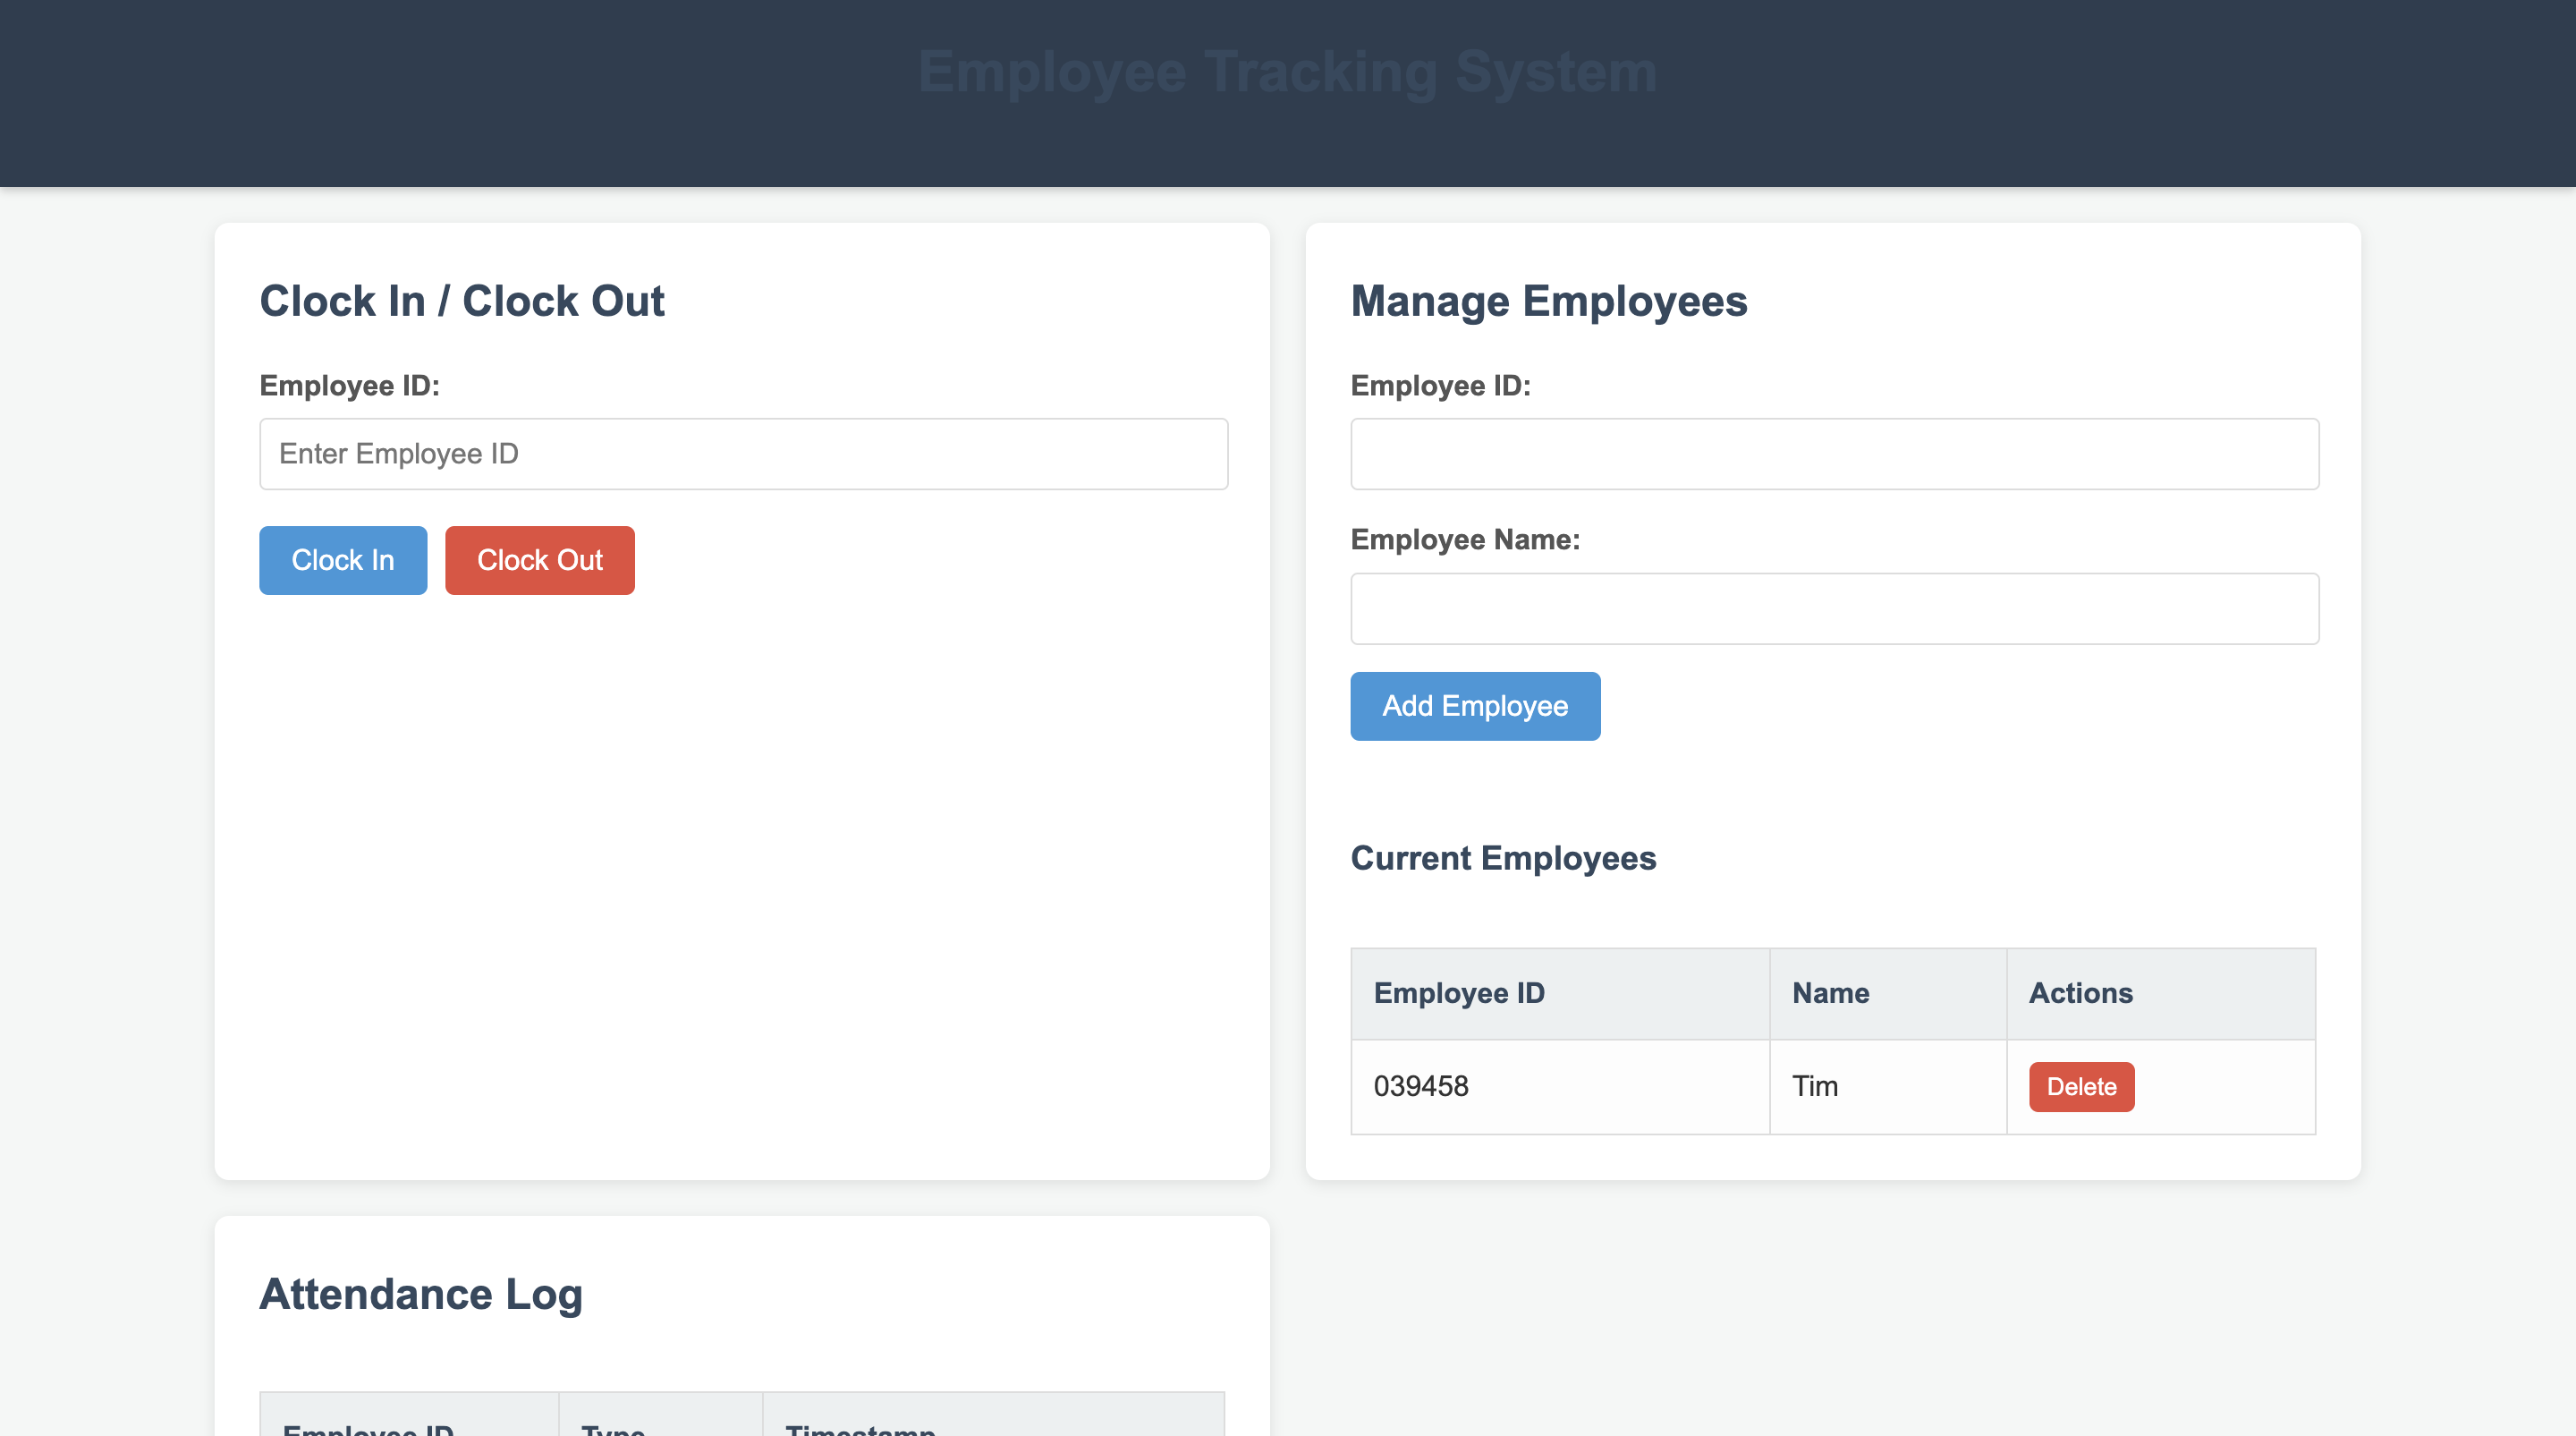 Employee Tracking System
Clock In / Clock Out
Employee ID:
Enter Employee ID
Clock In Clock Out
Manage Employees
Employee ID:
Employee Name:
Add Employee
Current Employees
Employee ID Name Actions
039458 Tim Delete
Attendance Log
Employee ID Type Timestamp